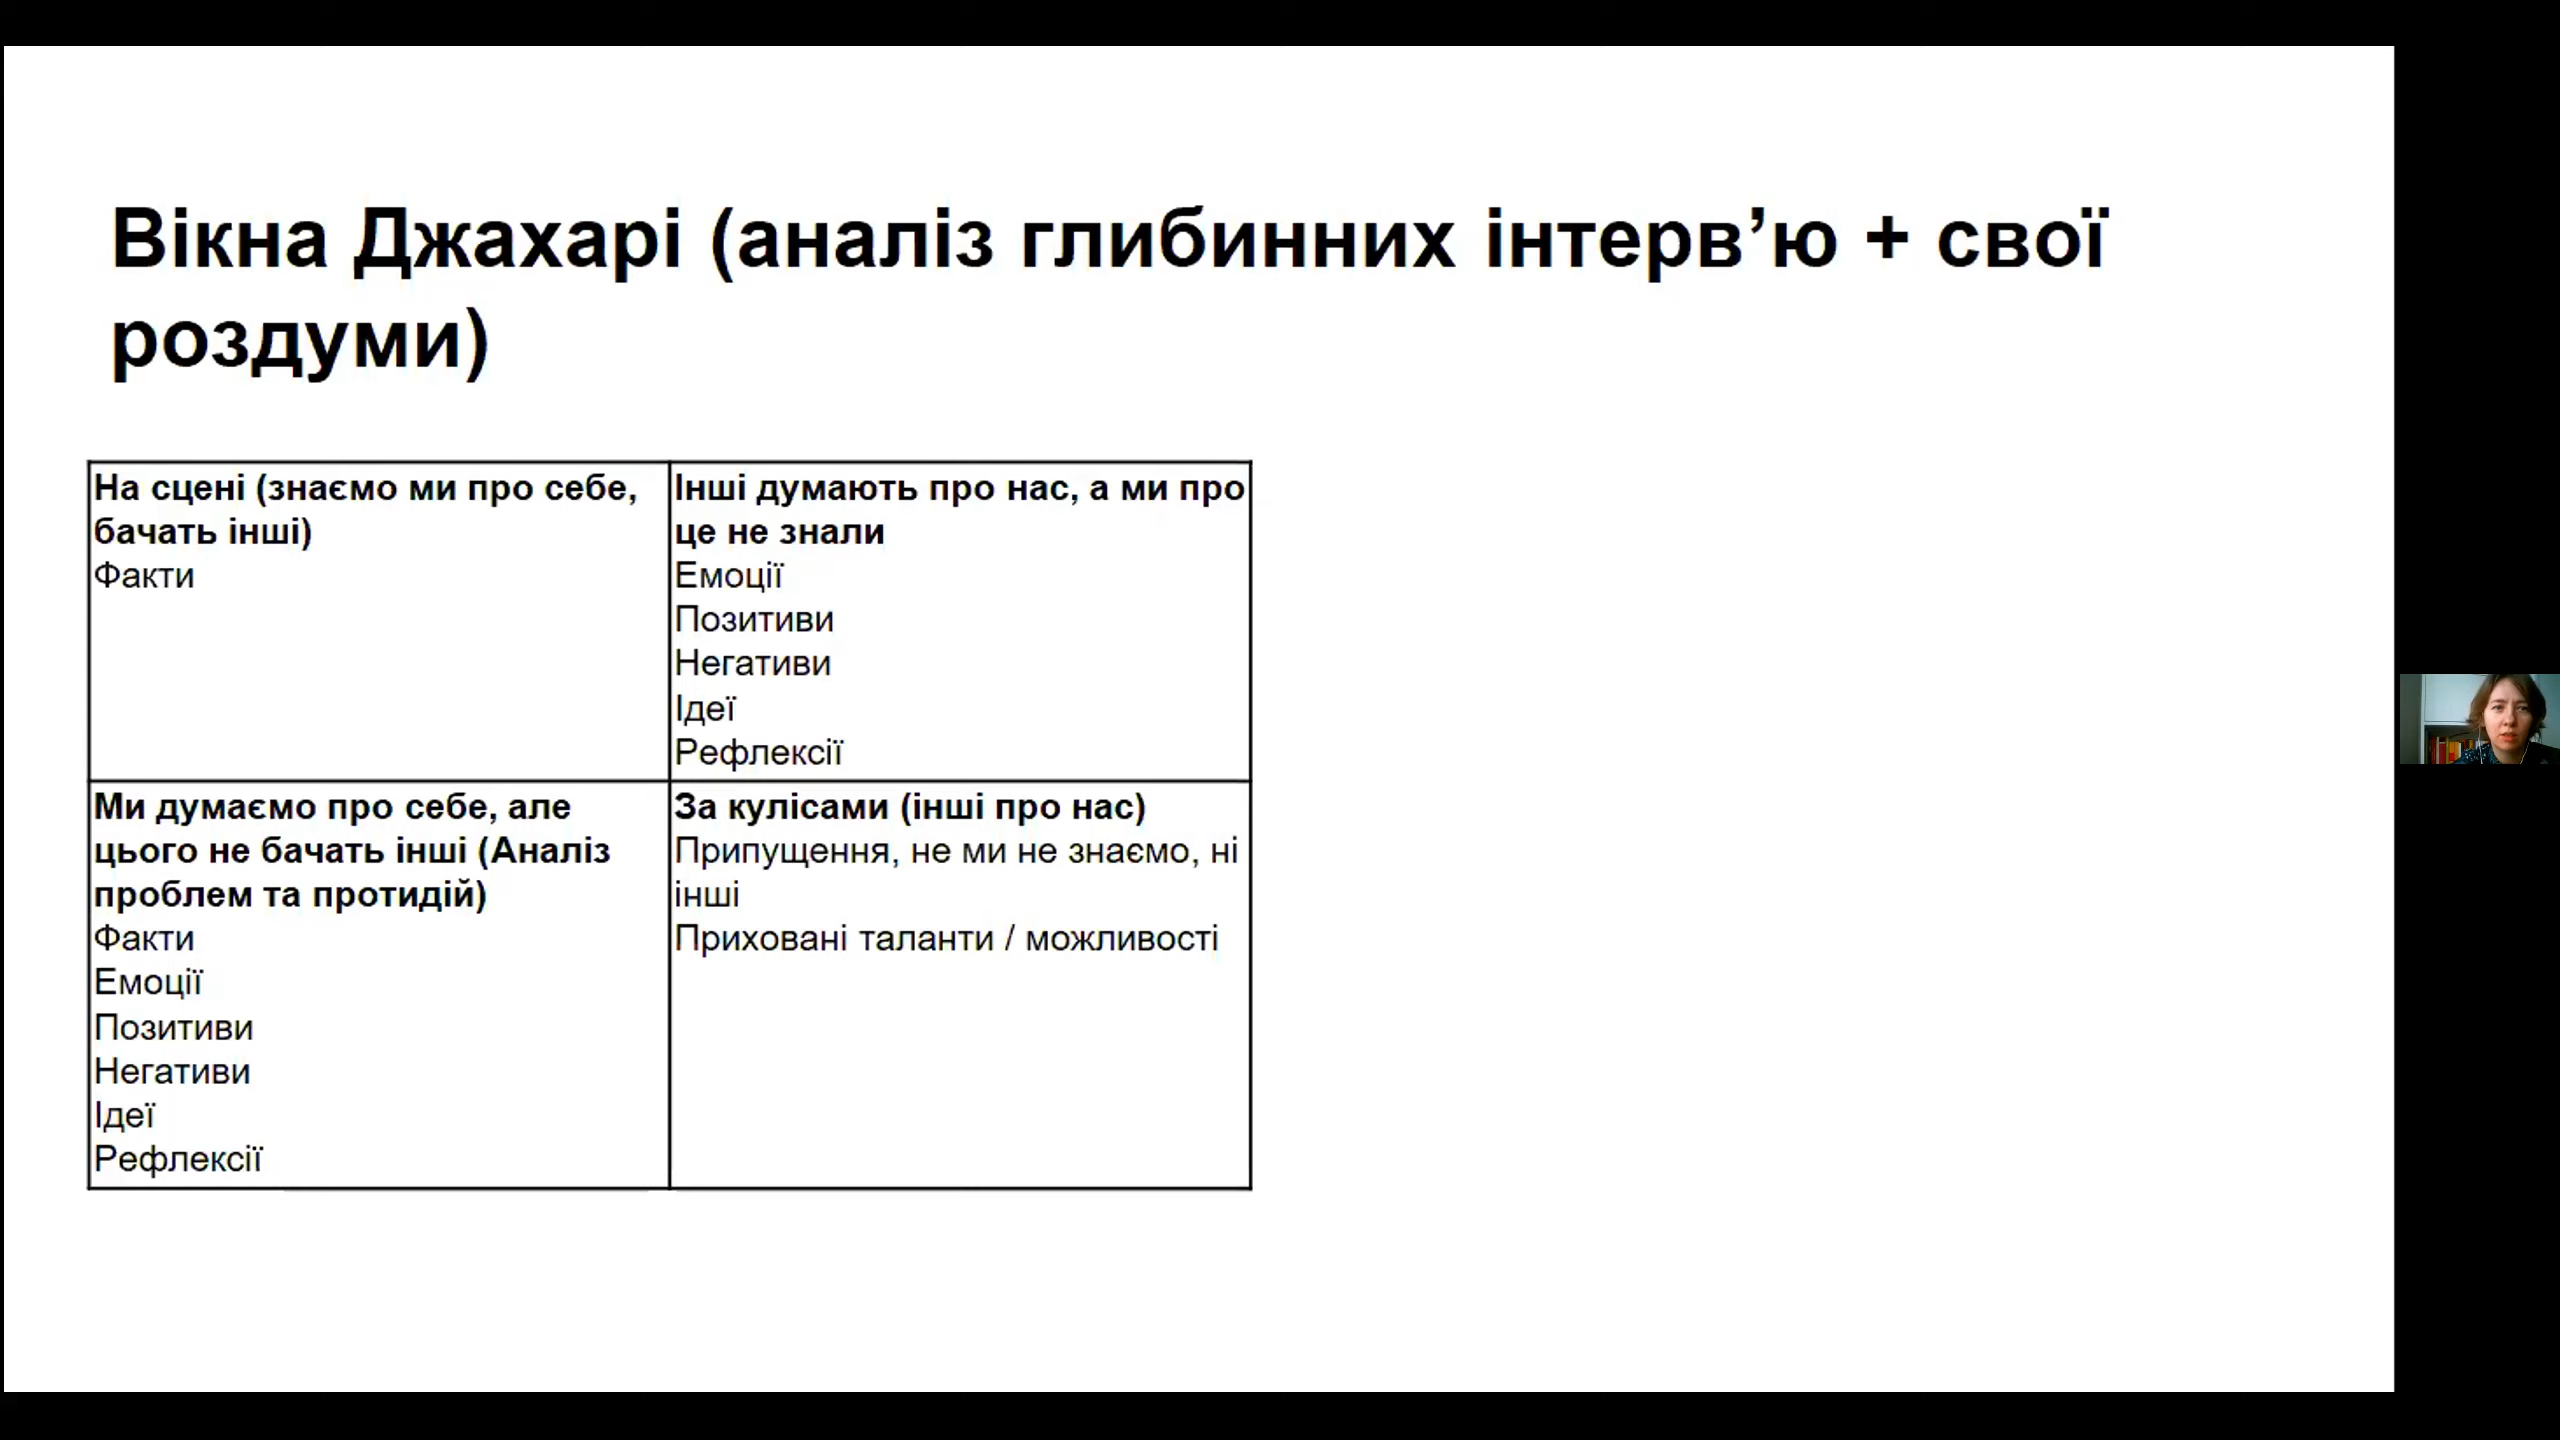 Вікна Джахарі (аналіз глибинних інтерв’ю + свої
роздуми)
На сцені (знаємо ми про себе,
бачать інші)
Факти
Інші думають про нас, а ми про
це не знали
Емоції
Позитиви
Негативи
Ідеї
Рефлексії
Ми думаємо про себе, але
цього не бачать інші (Аналіз
проблем та протидій)
Факти
Емоції
Позитиви
Негативи
Ідеї
Рефлексії
За кулісами (інші про нас)
Припущення, не ми не знаємо, ні
інші
Приховані таланти / можливості